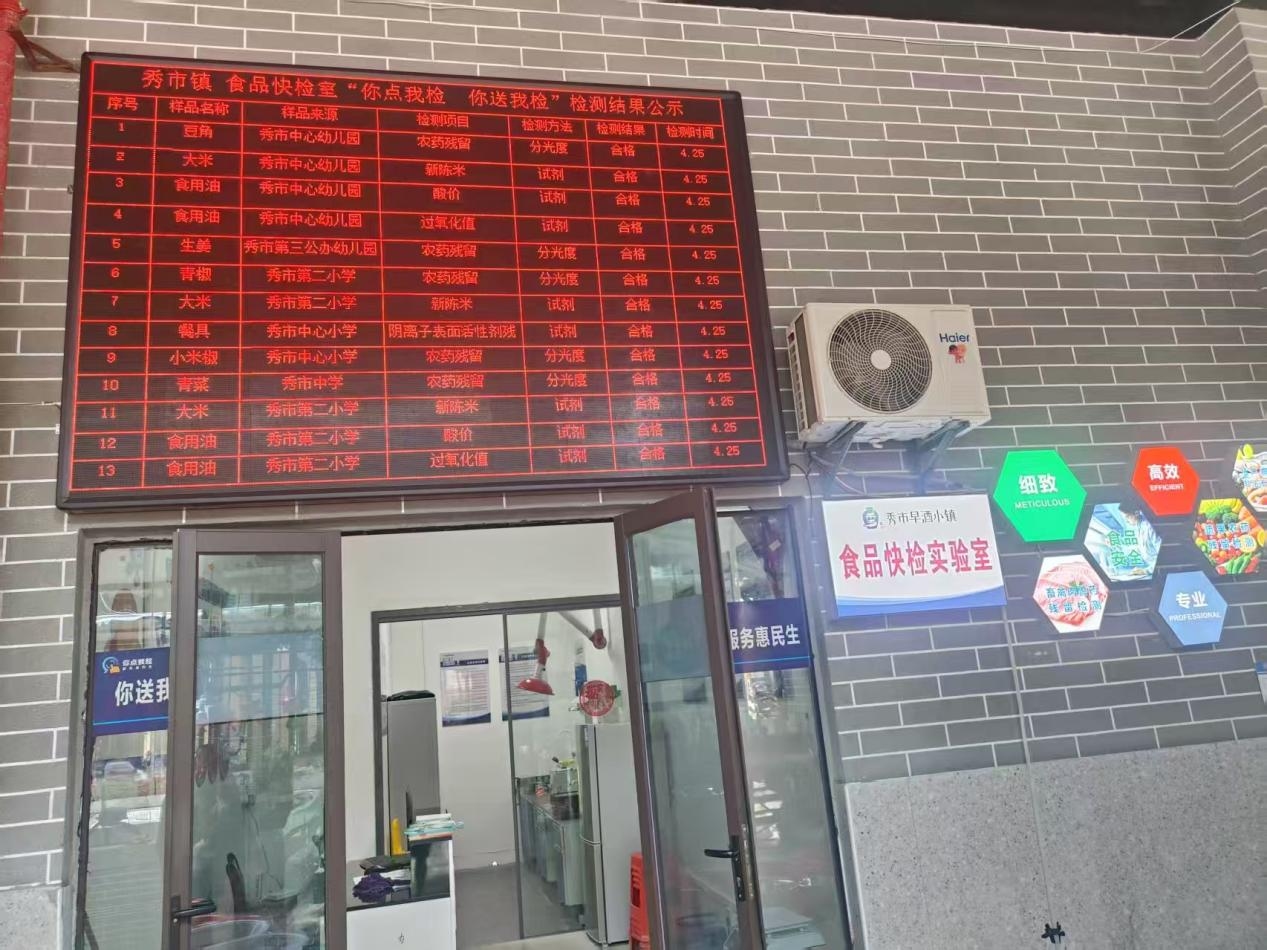 秀市镇 食品快检室“你点我检 你送我检”检测结果公示
序号 样品名称 样品来源 检测项目 检测方法 检测结果 检测时间
1 豆角 秀市中心幼儿园 农药残留 分光度 合格 4.25
2 大米 秀市中心幼儿园 新陈米 试剂 合格 4.25
3 食用油 秀市中心幼儿园 酸价 试剂 合格 4.25
4 食用油 秀市中心幼儿园 过氧化值 试剂 合格 4.25
5 生姜 秀市第三公办幼儿园 农药残留 分光度 合格 4.25
6 青椒 秀市第二小学 农药残留 分光度 合格 4.25
7 大米 秀市第二小学 新陈米 试剂 合格 4.25
8 餐具 秀市中心小学 阴离子表面活性剂残 试剂 合格 4.25
9 小米椒 秀市中心小学 农药残留 分光度 合格 4.25
10 青菜 秀市中学 农药残留 分光度 合格 4.25
11 大米 秀市第二小学 新陈米 试剂 合格 4.25
12 食用油 秀市第二小学 酸价 试剂 合格 4.25
13 食用油 秀市第二小学 过氧化值 试剂 合格 4.25
Haier
细致
METICULOUS
高效
EFFICIENT
秀市早酒小镇
食品快检实验室
食品
安全
残留检测
畜禽肉兽药
残留检测
专业
PROFESSIONAL
你点我检
你送我
服务惠民生